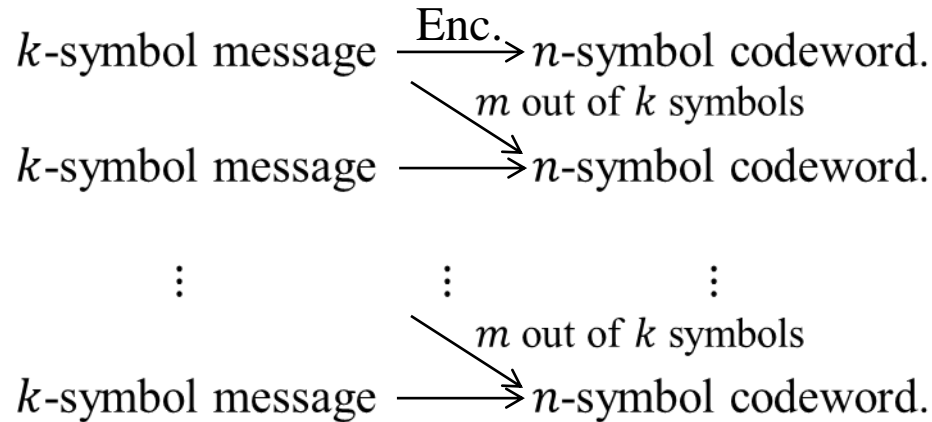 Enc.
k-symbol message n-symbol codeword.
m out of k symbols
k-symbol message n-symbol codeword.
⋮ ⋮ ⋮
m out of k symbols
k-symbol message n-symbol codeword.